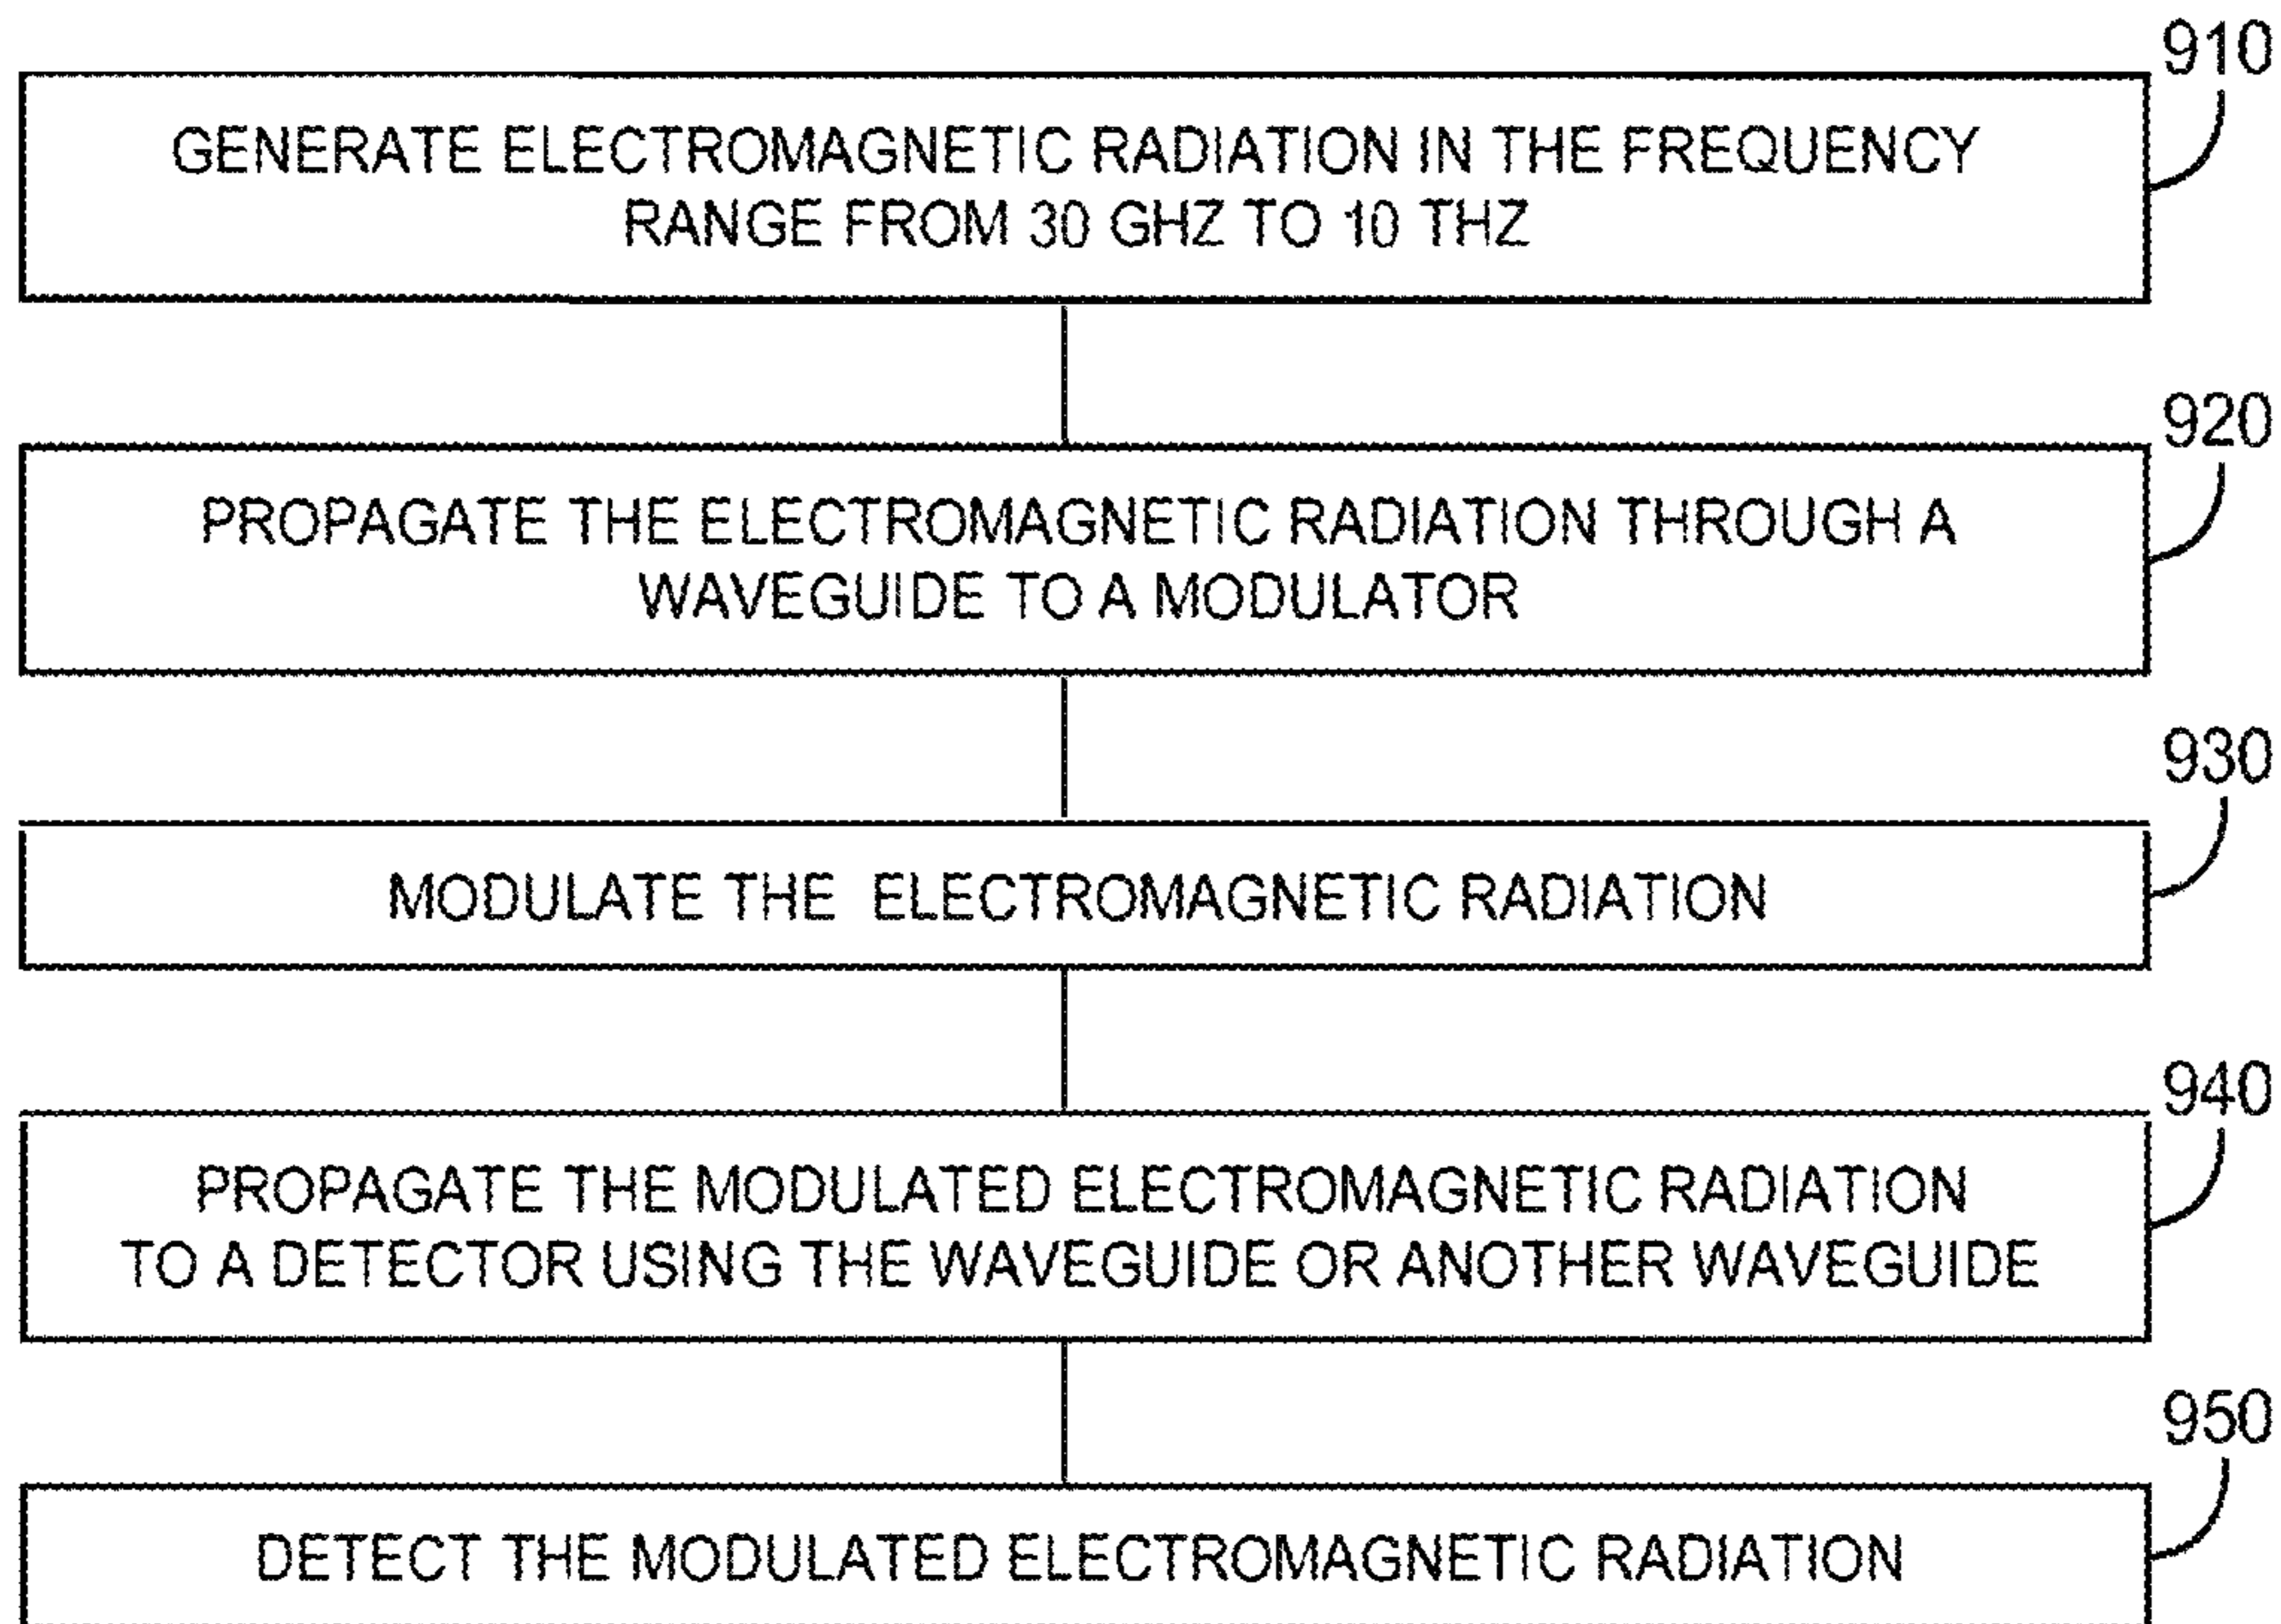 910
GENERATE ELECTROMAGNETIC RADIATION IN THE FREQUENCY
RANGE FROM 30 GHZ TO 10 THZ
920
PROPAGATE THE ELECTROMAGNETIC RADIATION THROUGH A
WAVEGUIDE TO A MODULATOR
930
MODULATE THE ELECTROMAGNETIC RADIATION
940
PROPAGATE THE MODULATED ELECTROMAGNETIC RADIATION
TO A DETECTOR USING THE WAVEGUIDE OR ANOTHER WAVEGUIDE
950
DETECT THE MODULATED ELECTROMAGNETIC RADIATION